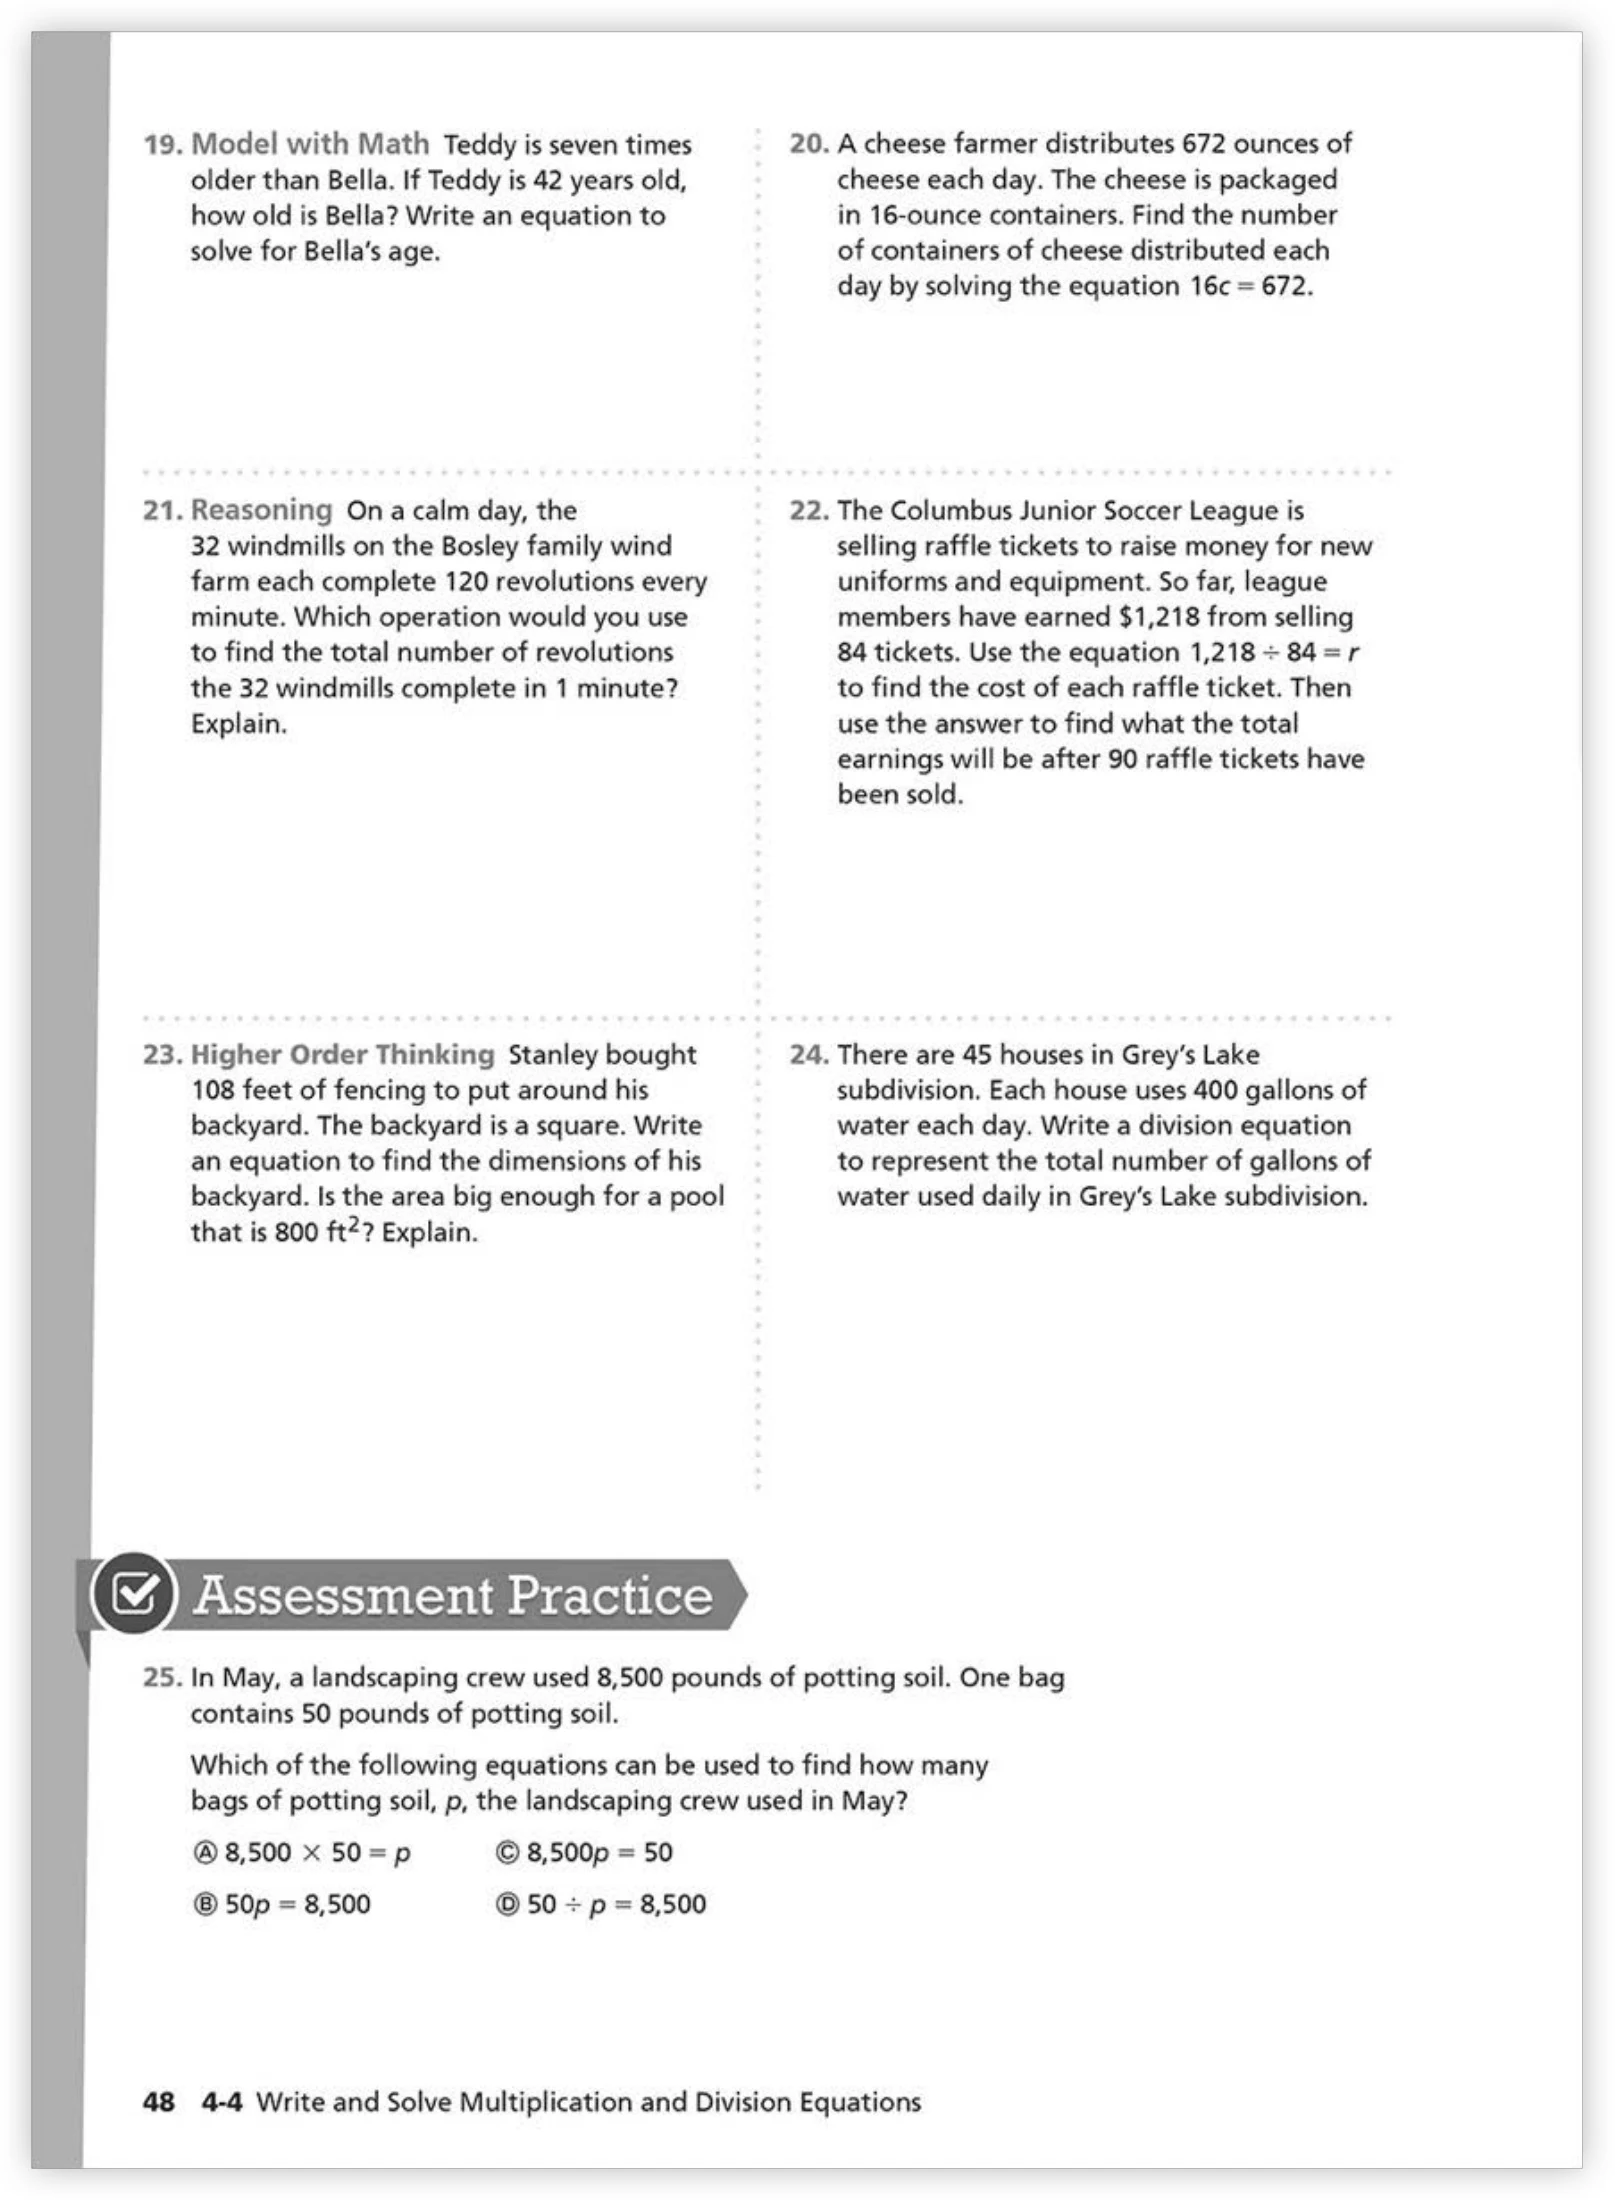 19. Model with Math Teddy is seven times
older than Bella. If Teddy is 42 years old,
how old is Bella? Write an equation to
solve for Bella's age.
20. A cheese farmer distributes 672 ounces of
cheese each day. The cheese is packaged
in 16-ounce containers. Find the number
of containers of cheese distributed each
day by solving the equation 16c = 672.
21. Reasoning On a calm day, the
32 windmills on the Bosley family wind
farm each complete 120 revolutions every
minute. Which operation would you use
to find the total number of revolutions
the 32 windmills complete in 1 minute?
Explain.
22. The Columbus Junior Soccer League is
selling raffle tickets to raise money for new
uniforms and equipment. So far, league
members have earned $1,218 from selling
84 tickets. Use the equation 1,218 ÷ 84 = r
to find the cost of each raffle ticket. Then
use the answer to find what the total
earnings will be after 90 raffle tickets have
been sold.
23. Higher Order Thinking Stanley bought
108 feet of fencing to put around his
backyard. The backyard is a square. Write
an equation to find the dimensions of his
backyard. Is the area big enough for a pool
that is 800 ft²? Explain.
24. There are 45 houses in Grey's Lake
subdivision. Each house uses 400 gallons of
water each day. Write a division equation
to represent the total number of gallons of
water used daily in Grey's Lake subdivision.
Assessment Practice
25. In May, a landscaping crew used 8,500 pounds of potting soil. One bag
contains 50 pounds of potting soil.
Which of the following equations can be used to find how many
bags of potting soil, p, the landscaping crew used in May?
Ⓐ 8,500 × 50 = p
Ⓒ 8,500p = 50
Ⓑ 50p = 8,500
Ⓓ 50 ÷ p = 8,500
48 4-4 Write and Solve Multiplication and Division Equations